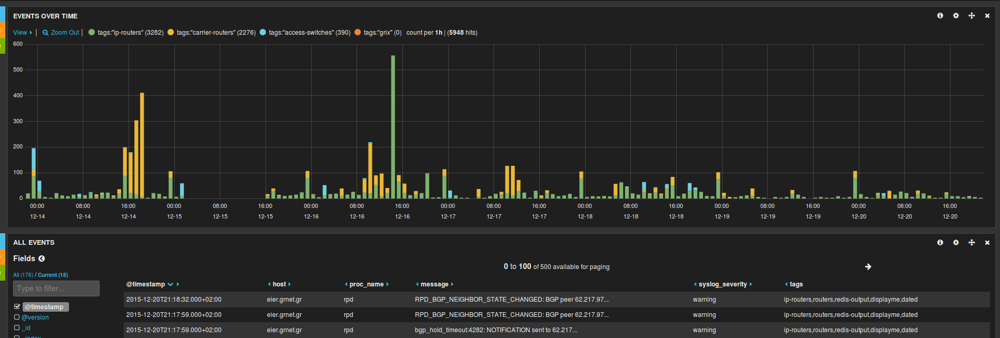 EVENTS OVER TIME
View | Zoom Out | tags:"ip-routers" (3282) tags:"carrier-routers" (2276) tags:"access-switches" (390) tags:"grix" (0) count per 1h | (5948 hits)
600
500
400
300
200
100
0
00:00 08:00 16:00 00:00 08:00 16:00 00:00 08:00 16:00 00:00 08:00 16:00 00:00 08:00 16:00 00:00 08:00 16:00 00:00 08:00 16:00
12-14 12-14 12-14 12-15 12-15 12-15 12-16 12-16 12-16 12-17 12-17 12-17 12-18 12-18 12-18 12-19 12-19 12-19 12-20 12-20 12-20
ALL EVENTS
Fields
All (176) / Current (18)
Type to filter...
@timestamp
@version
_id
_index
0 to 100 of 500 available for paging
@timestamp host proc_name message syslog_severity tags
2015-12-20T21:18:32.000+02:00 eier.grnet.gr rpd RPD_BGP_NEIGHBOR_STATE_CHANGED: BGP peer 62.217.97... warning ip-routers,routers,redis-output,displayme,dated
2015-12-20T21:17:59.000+02:00 eier.grnet.gr rpd RPD_BGP_NEIGHBOR_STATE_CHANGED: BGP peer 62.217.97... warning ip-routers,routers,redis-output,displayme,dated
2015-12-20T21:17:59.000+02:00 eier.grnet.gr rpd bgp_hold_timeout:4282: NOTIFICATION sent to 62.217... warning ip-routers,routers,redis-output,displayme,dated